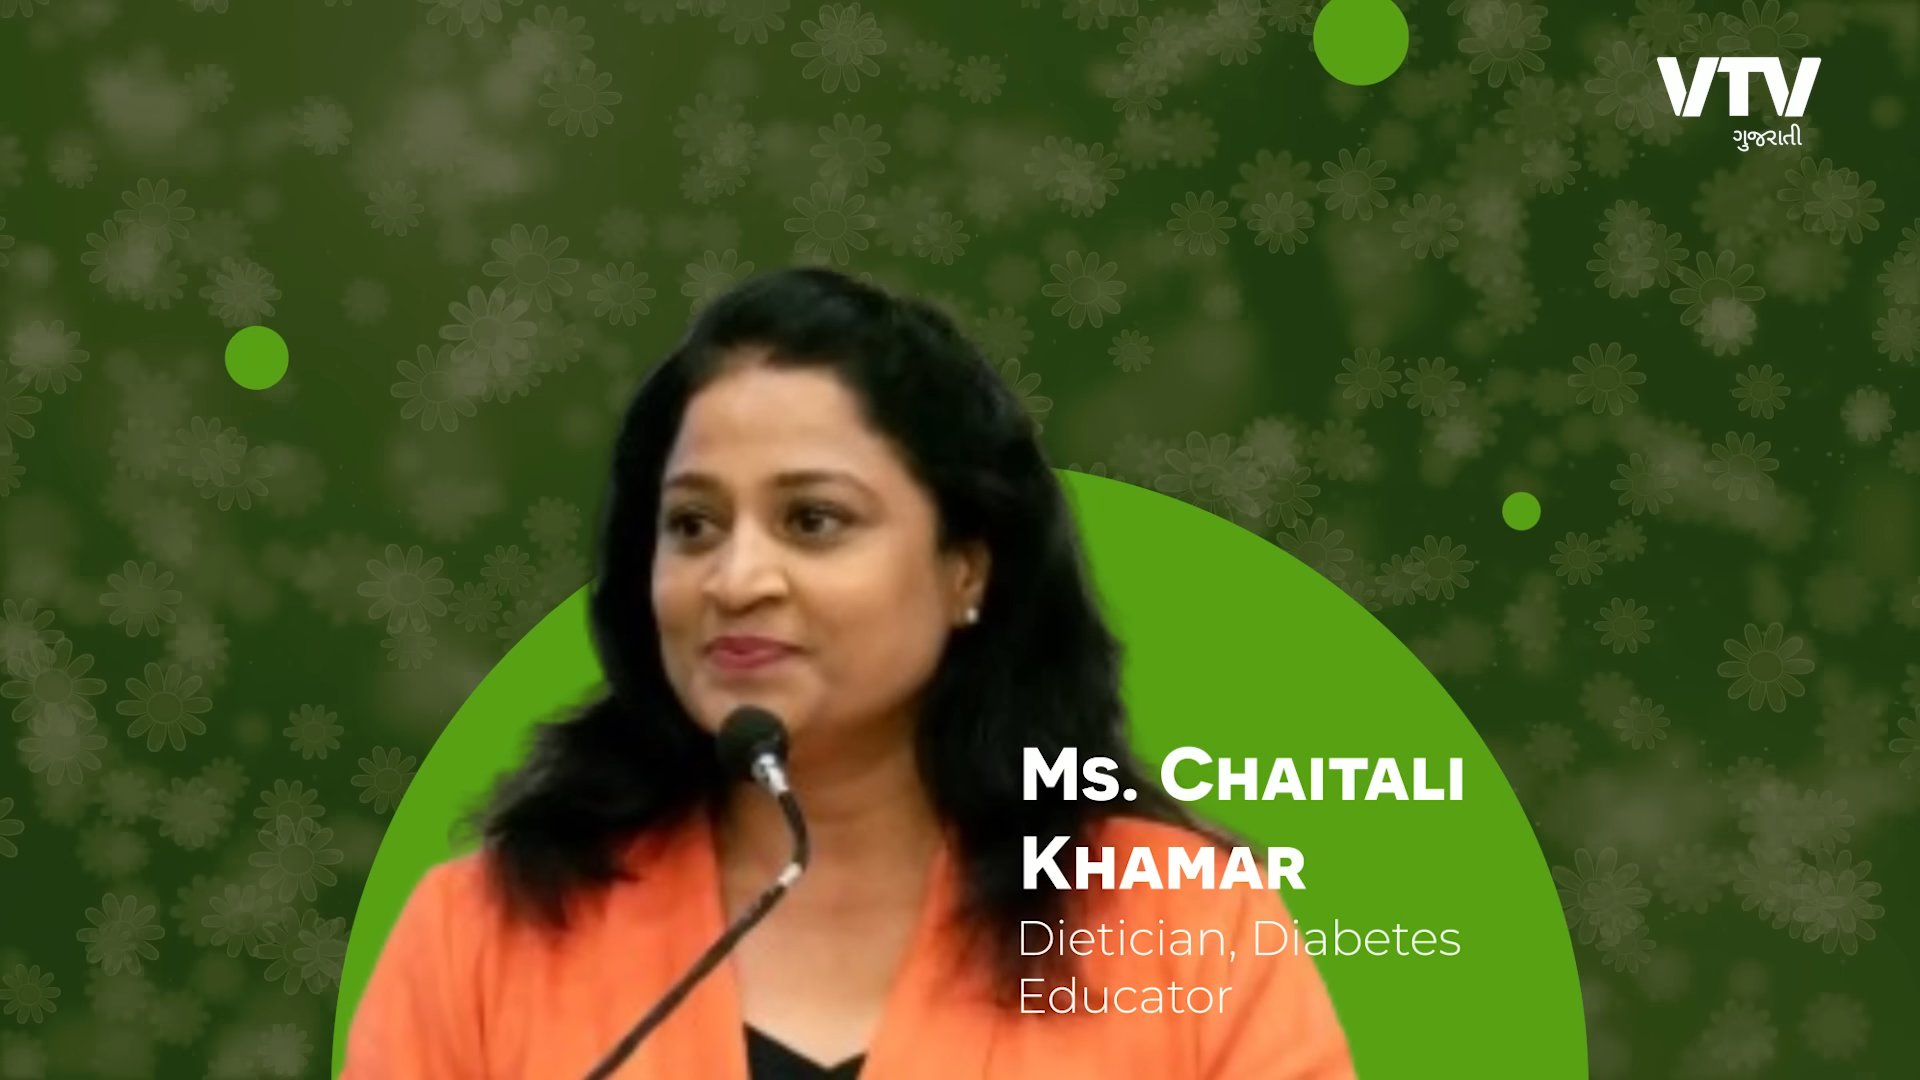 VTV
ગુજરાતી
Ms. Chaitali
Khamar
Dietician, Diabetes
Educator